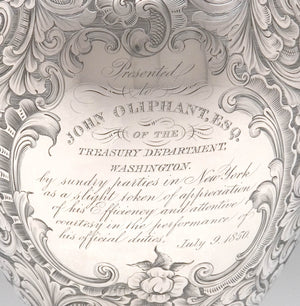 Presented
to
JOHN OLIPHANT, ESQ.
OF THE
TREASURY DEPARTMENT,
WASHINGTON.
by sundry parties in New York
as a slight token of appreciation
of his Efficiency and attentive
courtesy in the performance of
his official duties. July 9, 1850.